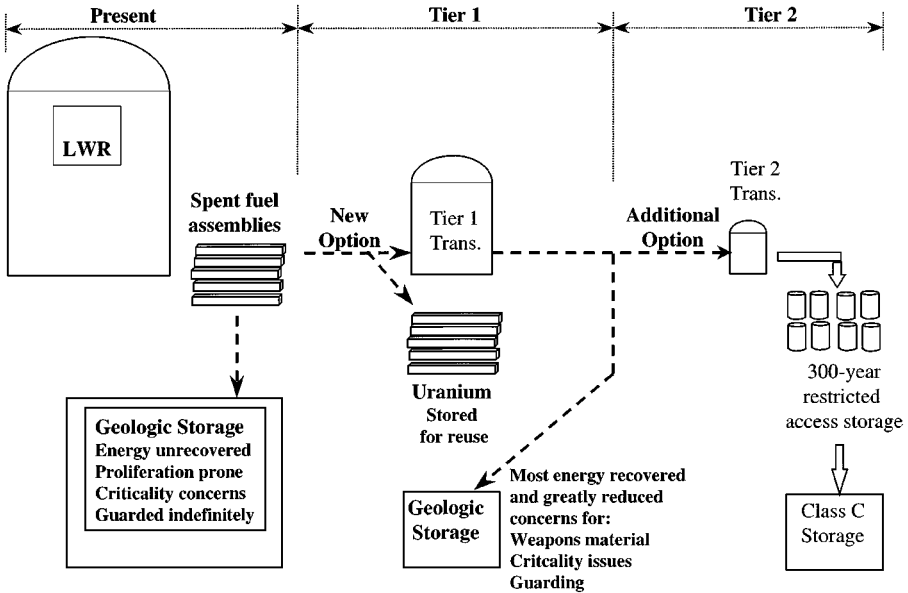 Present
Tier 1
Tier 2
LWR
Spent fuel
assemblies
New
Option
Tier 1
Trans.
Additional
Option
Tier 2
Trans.
Uranium
Stored
for reuse
300-year
restricted
access storage
Geologic Storage
Energy unrecovered
Proliferation prone
Criticality concerns
Guarded indefinitely
Geologic
Storage
Most energy recovered
and greatly reduced
concerns for:
Weapons material
Critcality issues
Guarding
Class C
Storage